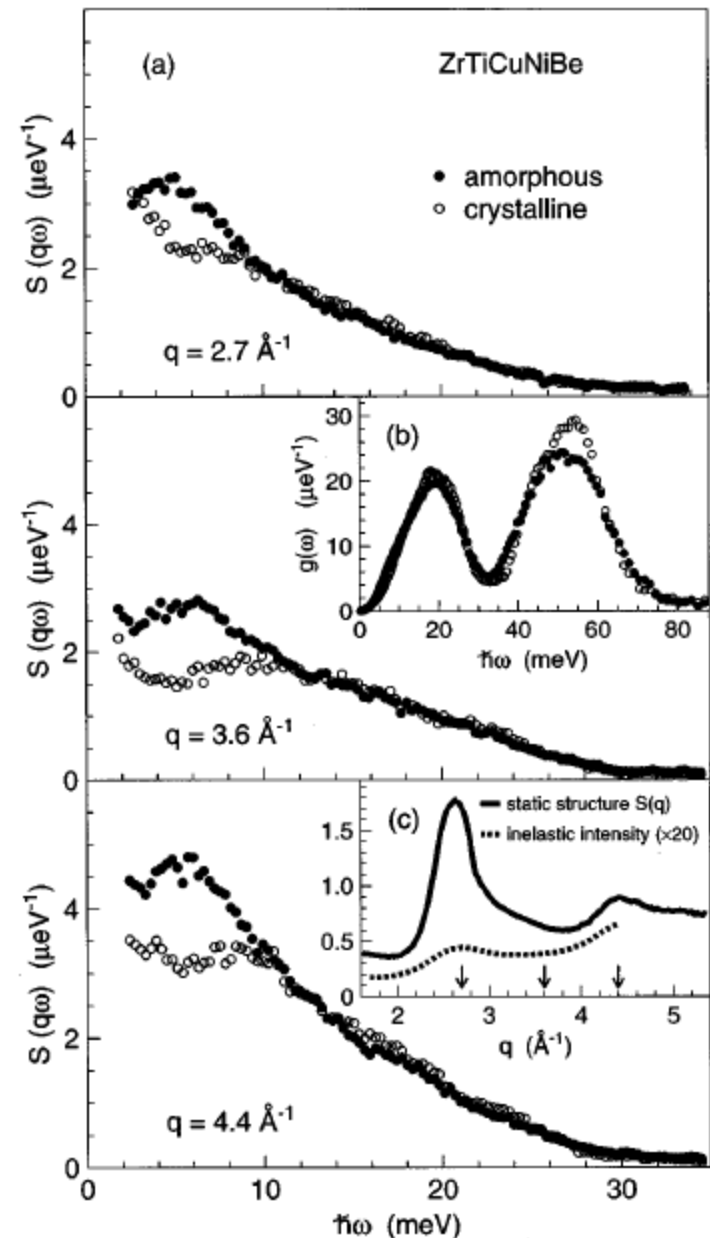 (a)
ZrTiCuNiBe
● amorphous
○ crystalline
S (qω) (μeV⁻¹)
4
2
0
q = 2.7 Å⁻¹
(b)
g(ω) (μeV⁻¹)
30
20
10
0
0 20 40 60 80
ħω (meV)
S (qω) (μeV⁻¹)
4
2
0
q = 3.6 Å⁻¹
(c)
static structure S(q)
inelastic intensity (×20)
1.5
1.0
0.5
0
2 3 4 5
q (Å⁻¹)
S (qω) (μeV⁻¹)
4
2
0
q = 4.4 Å⁻¹
0 10 20 30
ħω (meV)